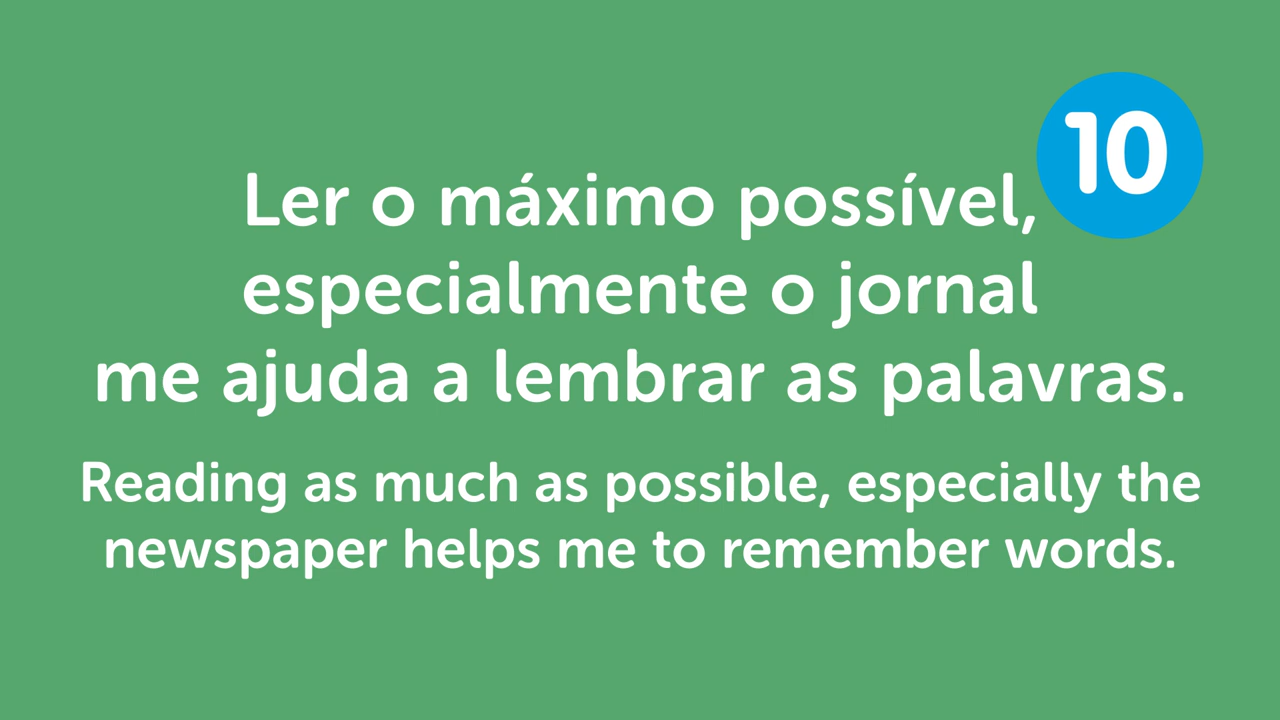 10
Ler o máximo possível,
especialmente o jornal
me ajuda a lembrar as palavras.
Reading as much as possible, especially the
newspaper helps me to remember words.